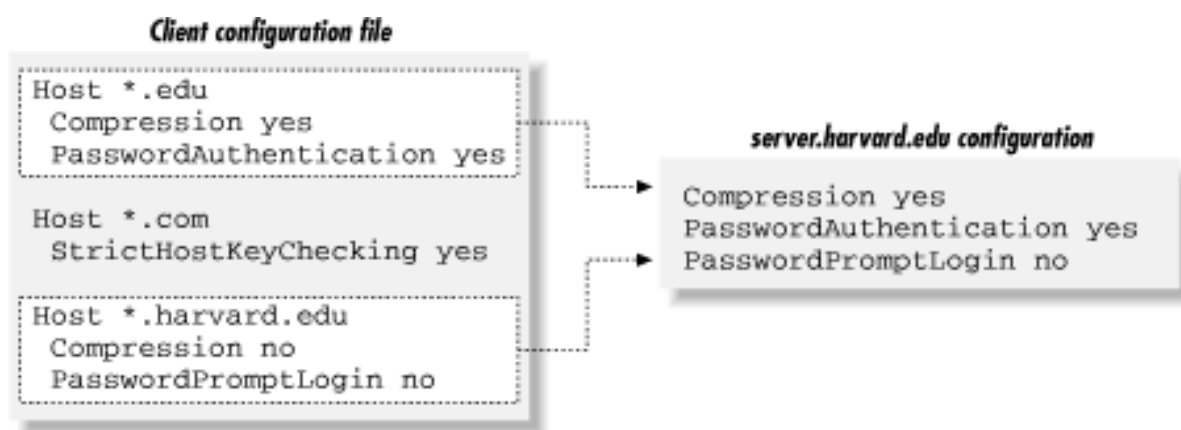 Client configuration file
Host *.edu
Compression yes
PasswordAuthentication yes
Host *.com
StrictHostKeyChecking yes
Host *.harvard.edu
Compression no
PasswordPromptLogin no
server.harvard.edu configuration
Compression yes
PasswordAuthentication yes
PasswordPromptLogin no